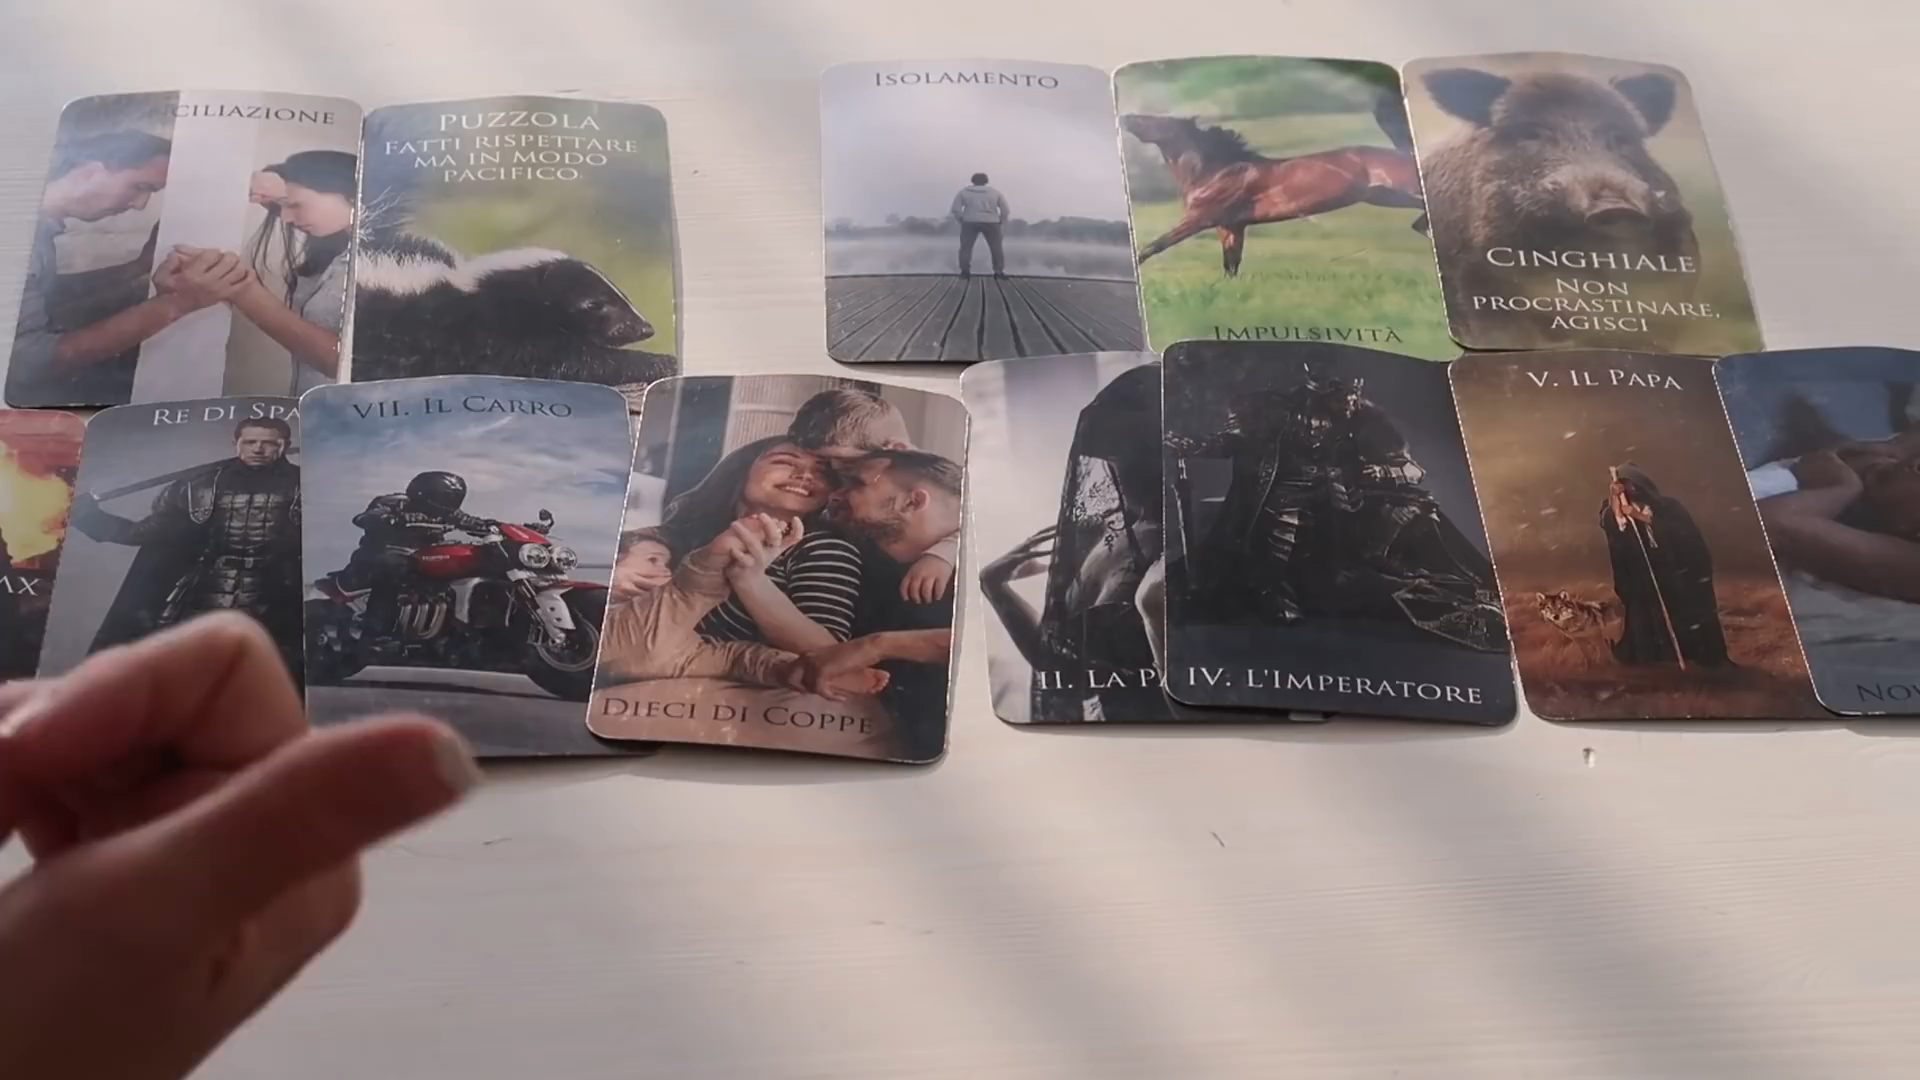 CILIAZIONE
PUZZOLA
FATTI RISPETTARE
MA IN MODO
PACIFICO
ISOLAMENTO
IMPULSIVITÀ
CINGHIALE
NON
PROCRASTINARE,
AGISCI
RE DI SPA
VII. IL CARRO
DIECI DI COPPE
II. LA PA
IV. L'IMPERATORE
V. IL PAPA
NOV